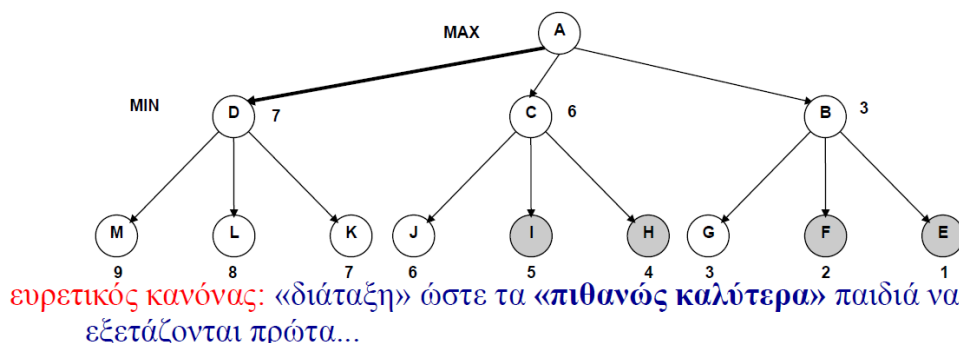 MAX A
MIN D 7 C 6 B 3
M L K J I H G F E
9 8 7 6 5 4 3 2 1
ευρετικός κανόνας: «διάταξη» ώστε τα «πιθανώς καλύτερα» παιδιά να
εξετάζονται πρώτα...